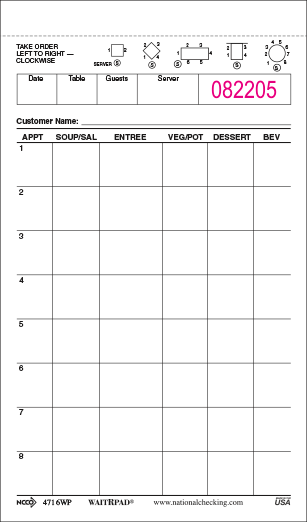 TAKE ORDER
LEFT TO RIGHT —
CLOCKWISE
SERVER S
1 2
S
2 3
1 4
S
2 3
1 4
S 6 5
2 3
1 4
S
4 5
3 6
2 7
1 8
S
Date Table Guests Server
082205
Customer Name:
APPT SOUP/SAL ENTREE VEG/POT DESSERT BEV
1
2
3
4
5
6
7
8
NCCO 4716WP WAITRPAD® www.nationalchecking.com USA